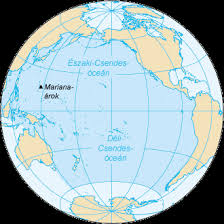 Északi-Csendes-
óceán
Mariana-
árok
Déli
Csendes-
óceán